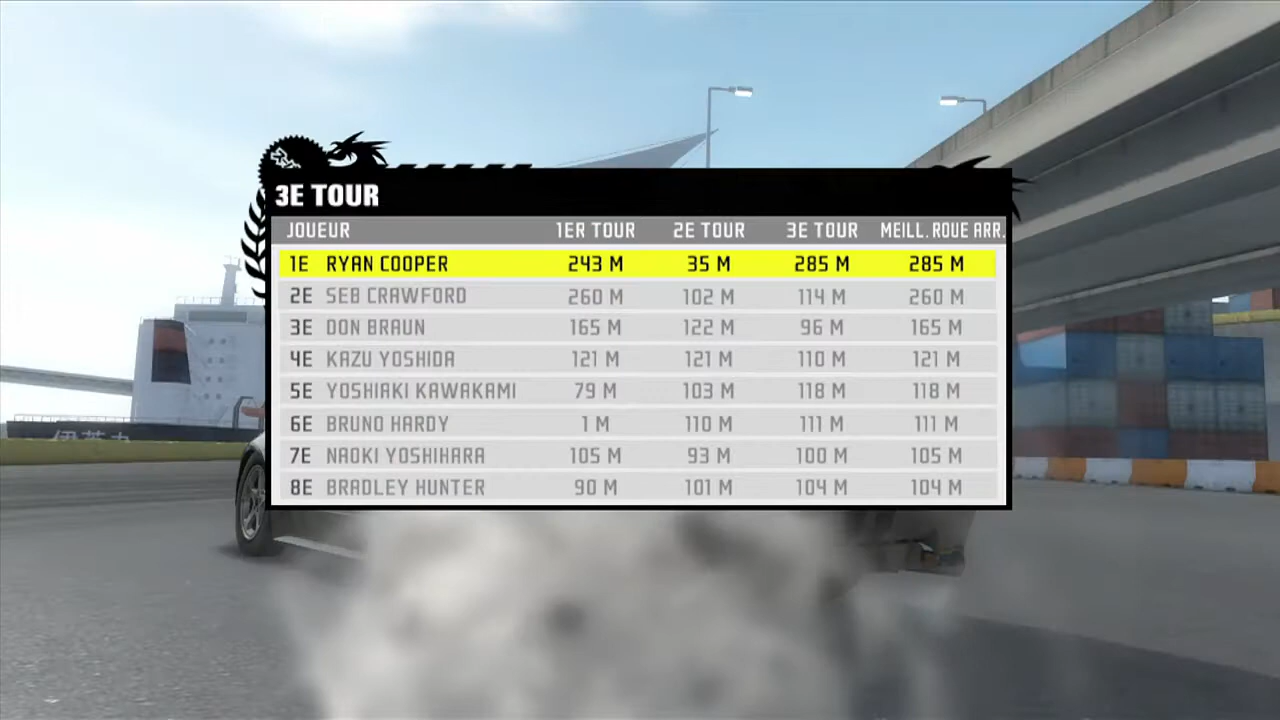 3E TOUR
JOUEUR 1ER TOUR 2E TOUR 3E TOUR MEILL. ROUE ARR.
1E RYAN COOPER 243 M 35 M 285 M 285 M
2E SEB CRAWFORD 260 M 102 M 114 M 260 M
3E DON BRAUN 165 M 122 M 96 M 165 M
4E KAZU YOSHIDA 121 M 121 M 110 M 121 M
5E YOSHIAKI KAWAKAMI 79 M 103 M 118 M 118 M
6E BRUNO HARDY 1 M 110 M 111 M 111 M
7E NAOKI YOSHIHARA 105 M 93 M 100 M 105 M
8E BRADLEY HUNTER 90 M 101 M 104 M 104 M